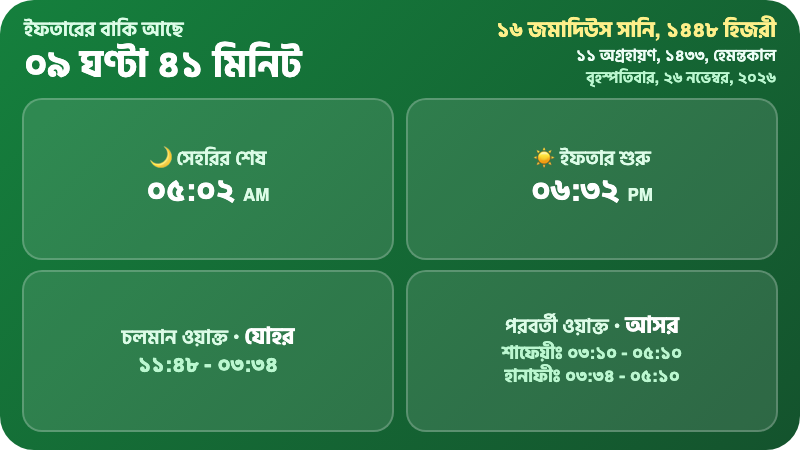 ইফতারের বাকি আছে
০৯ ঘণ্টা ৪১ মিনিট
১৬ জমাদিউস সানি, ১৪৪৮ হিজরী
১১ অগ্রহায়ণ, ১৪৩৩, হেমন্তকাল
বৃহস্পতিবার, ২৬ নভেম্বর, ২০২৬
🌙 সেহরির শেষ
০৫:০২ AM
☀️ ইফতার শুরু
০৬:৩২ PM
চলমান ওয়াক্ত • যোহর
১১:৪৮ - ০৩:৩৪
পরবর্তী ওয়াক্ত • আসর
শাফেয়ীঃ ০৩:১০ - ০৫:১০
হানাফীঃ ০৩:৩৪ - ০৫:১০